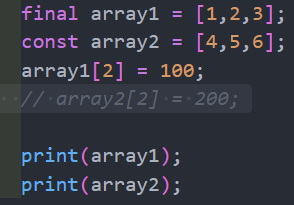 final array1 = [1,2,3];
const array2 = [4,5,6];
array1[2] = 100;
// array2[2] = 200;
print(array1);
print(array2);